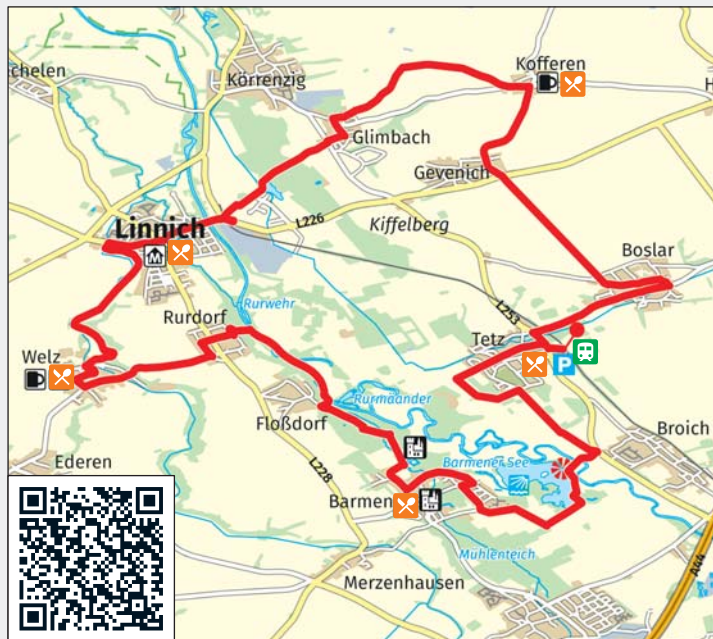 chelen
Körrenzig
Kofferen
H
Glimbach
Gevenich
L226
Kiffelberg
Linnich
Boslar
Rurwehr
L253
Rurdorf
Tetz
P
Welz
Rurmäander
Floßdorf
Broich
Barmener See
Ederen
L228
Barmen
A44
Mühlenteich
Merzenhausen